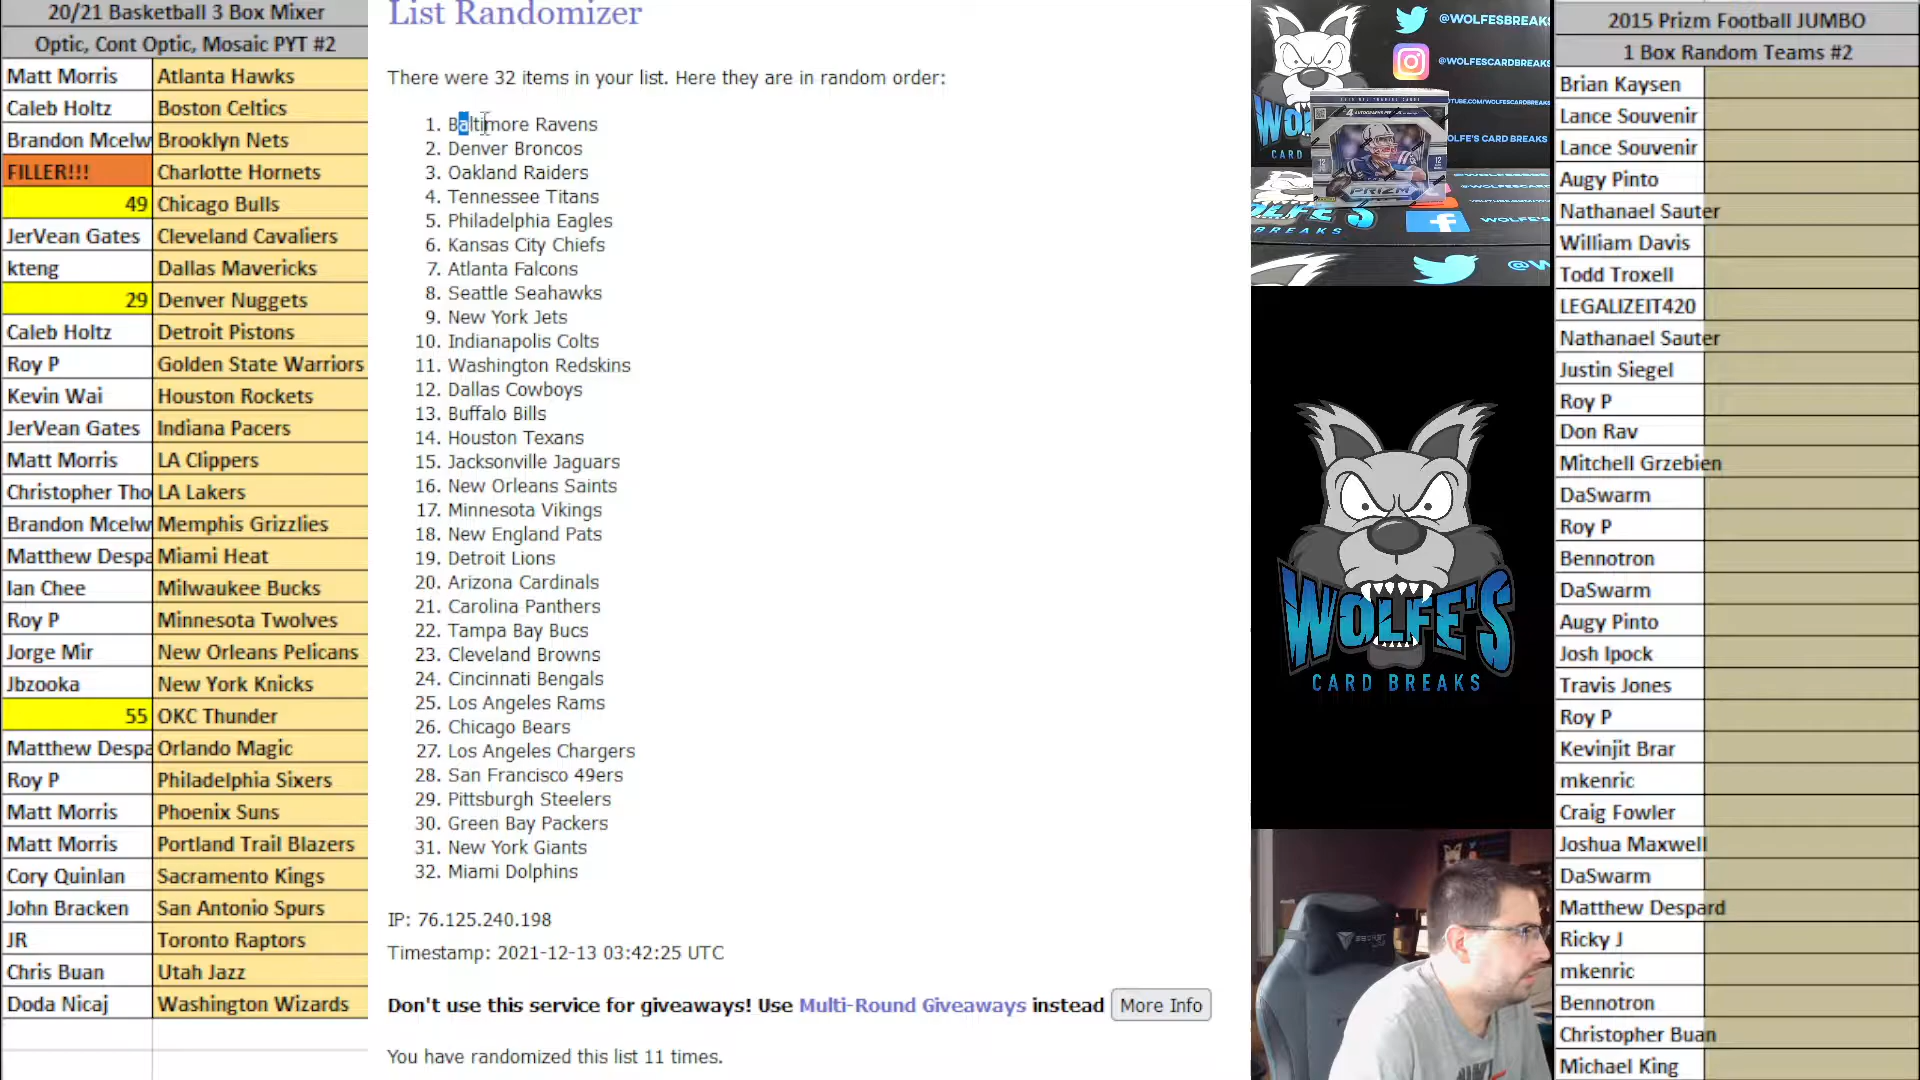 20/21 Basketball 3 Box Mixer
Optic, Cont Optic, Mosaic PYT #2
Matt Morris Atlanta Hawks
Caleb Holtz Boston Celtics
Brandon Mcelw Brooklyn Nets
FILLER!!! Charlotte Hornets
49 Chicago Bulls
JerVean Gates Cleveland Cavaliers
kteng Dallas Mavericks
29 Denver Nuggets
Caleb Holtz Detroit Pistons
Roy P Golden State Warriors
Kevin Wai Houston Rockets
JerVean Gates Indiana Pacers
Matt Morris LA Clippers
Christopher Tho LA Lakers
Brandon Mcelw Memphis Grizzlies
Matthew Despa Miami Heat
Ian Chee Milwaukee Bucks
Roy P Minnesota Twolves
Jorge Mir New Orleans Pelicans
Jbzooka New York Knicks
55 OKC Thunder
Matthew Despa Orlando Magic
Roy P Philadelphia Sixers
Matt Morris Phoenix Suns
Matt Morris Portland Trail Blazers
Cory Quinlan Sacramento Kings
John Bracken San Antonio Spurs
JR Toronto Raptors
Chris Buan Utah Jazz
Doda Nicaj Washington Wizards
List Randomizer
There were 32 items in your list. Here they are in random order:
1. Baltimore Ravens
2. Denver Broncos
3. Oakland Raiders
4. Tennessee Titans
5. Philadelphia Eagles
6. Kansas City Chiefs
7. Atlanta Falcons
8. Seattle Seahawks
9. New York Jets
10. Indianapolis Colts
11. Washington Redskins
12. Dallas Cowboys
13. Buffalo Bills
14. Houston Texans
15. Jacksonville Jaguars
16. New Orleans Saints
17. Minnesota Vikings
18. New England Pats
19. Detroit Lions
20. Arizona Cardinals
21. Carolina Panthers
22. Tampa Bay Bucs
23. Cleveland Browns
24. Cincinnati Bengals
25. Los Angeles Rams
26. Chicago Bears
27. Los Angeles Chargers
28. San Francisco 49ers
29. Pittsburgh Steelers
30. Green Bay Packers
31. New York Giants
32. Miami Dolphins
IP: 76.125.240.198
Timestamp: 2021-12-13 03:42:25 UTC
Don't use this service for giveaways! Use Multi-Round Giveaways instead More Info
You have randomized this list 11 times.
@WOLFESBREAKS
@WOLFESCARDBREAKS
OLFE'S CARD BREAKS
CARD
PRIZM
BREAKS
WOLFE'S
CARD BREAKS
2015 Prizm Football JUMBO
1 Box Random Teams #2
Brian Kaysen
Lance Souvenir
Lance Souvenir
Augy Pinto
Nathanael Sauter
William Davis
Todd Troxell
LEGALIZEIT420
Nathanael Sauter
Justin Siegel
Roy P
Don Rav
Mitchell Grzebien
DaSwarm
Roy P
Bennotron
DaSwarm
Augy Pinto
Josh Ipock
Travis Jones
Roy P
Kevinjit Brar
mkenric
Craig Fowler
Joshua Maxwell
DaSwarm
Matthew Despard
Ricky J
mkenric
Bennotron
Christopher Buan
Michael King